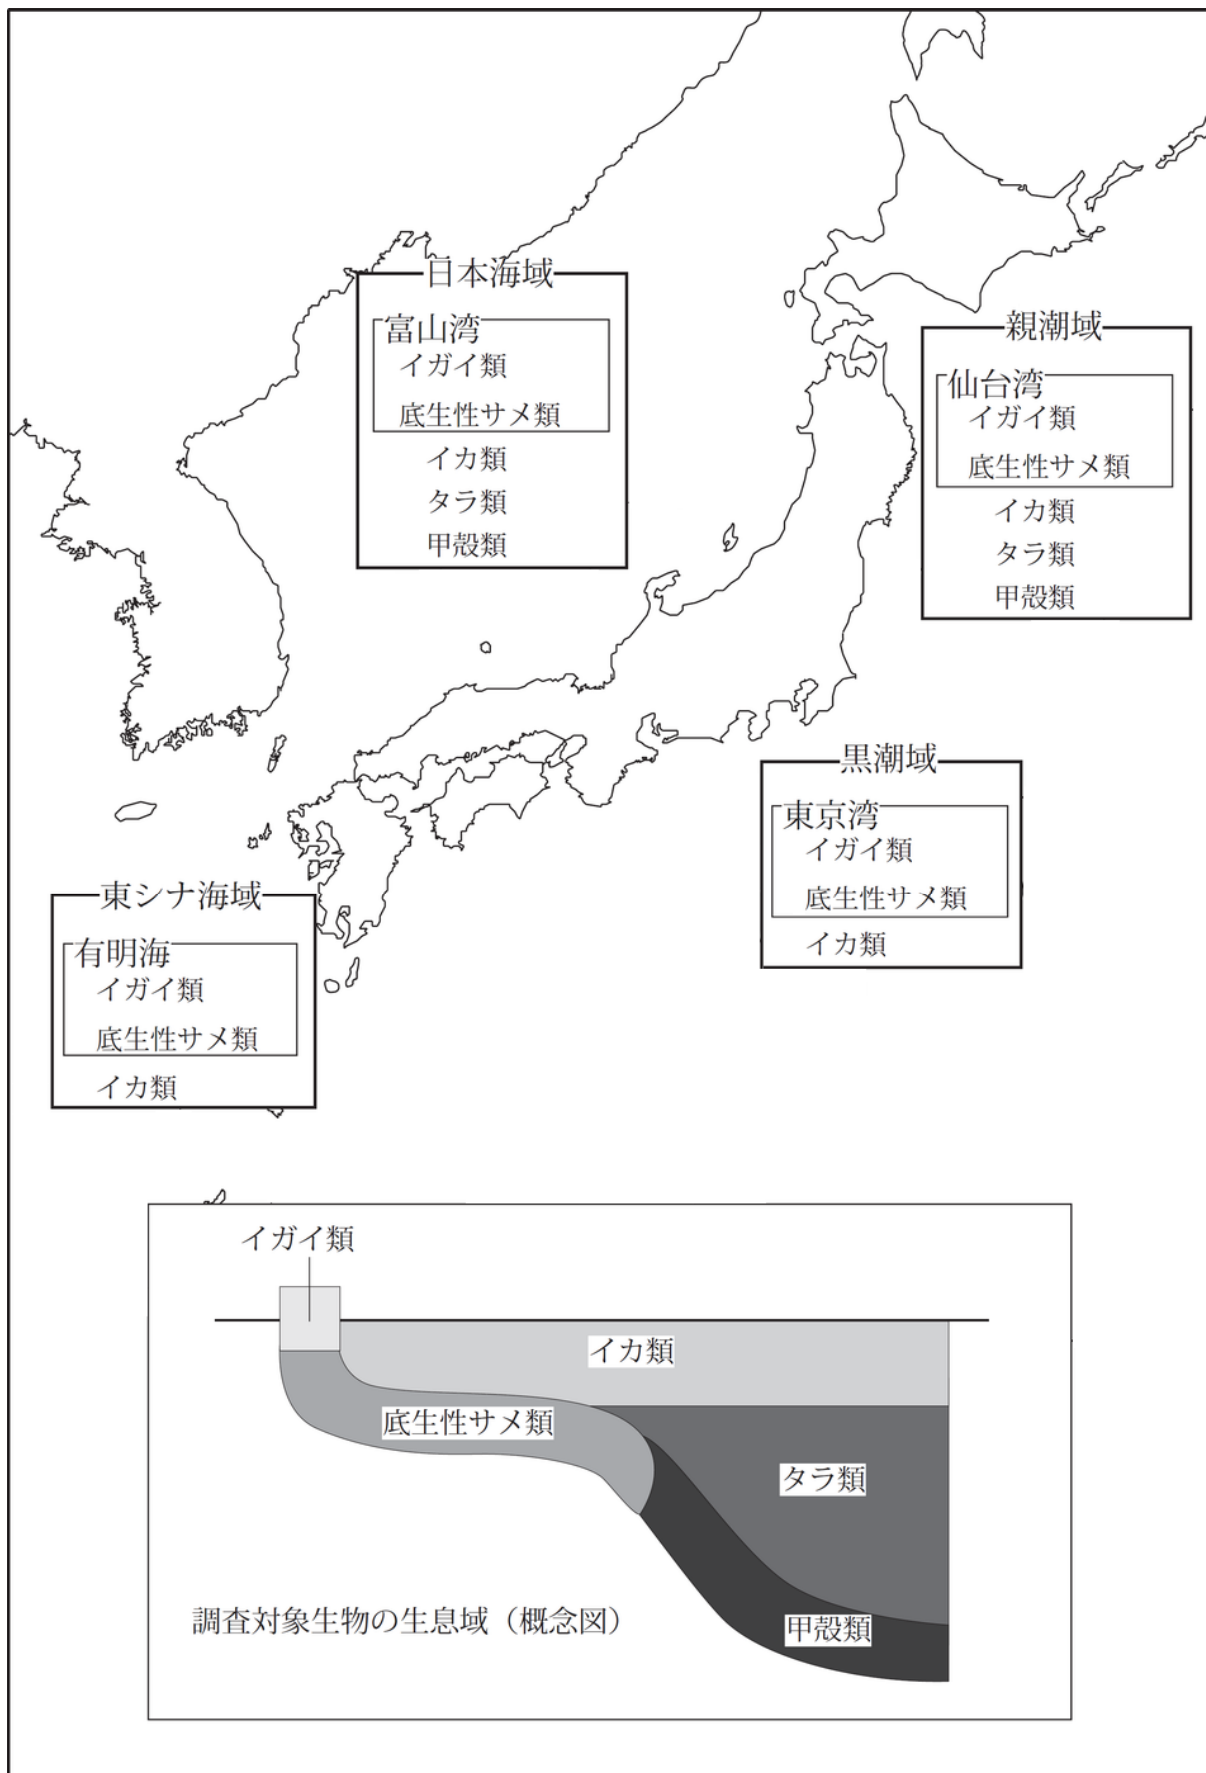 日本海域
富山湾
イガイ類
底生性サメ類
イカ類
タラ類
甲殻類
親潮域
仙台湾
イガイ類
底生性サメ類
イカ類
タラ類
甲殻類
黒潮域
東京湾
イガイ類
底生性サメ類
イカ類
東シナ海域
有明海
イガイ類
底生性サメ類
イカ類
イガイ類
イカ類
底生性サメ類
タラ類
甲殻類
調査対象生物の生息域（概念図）